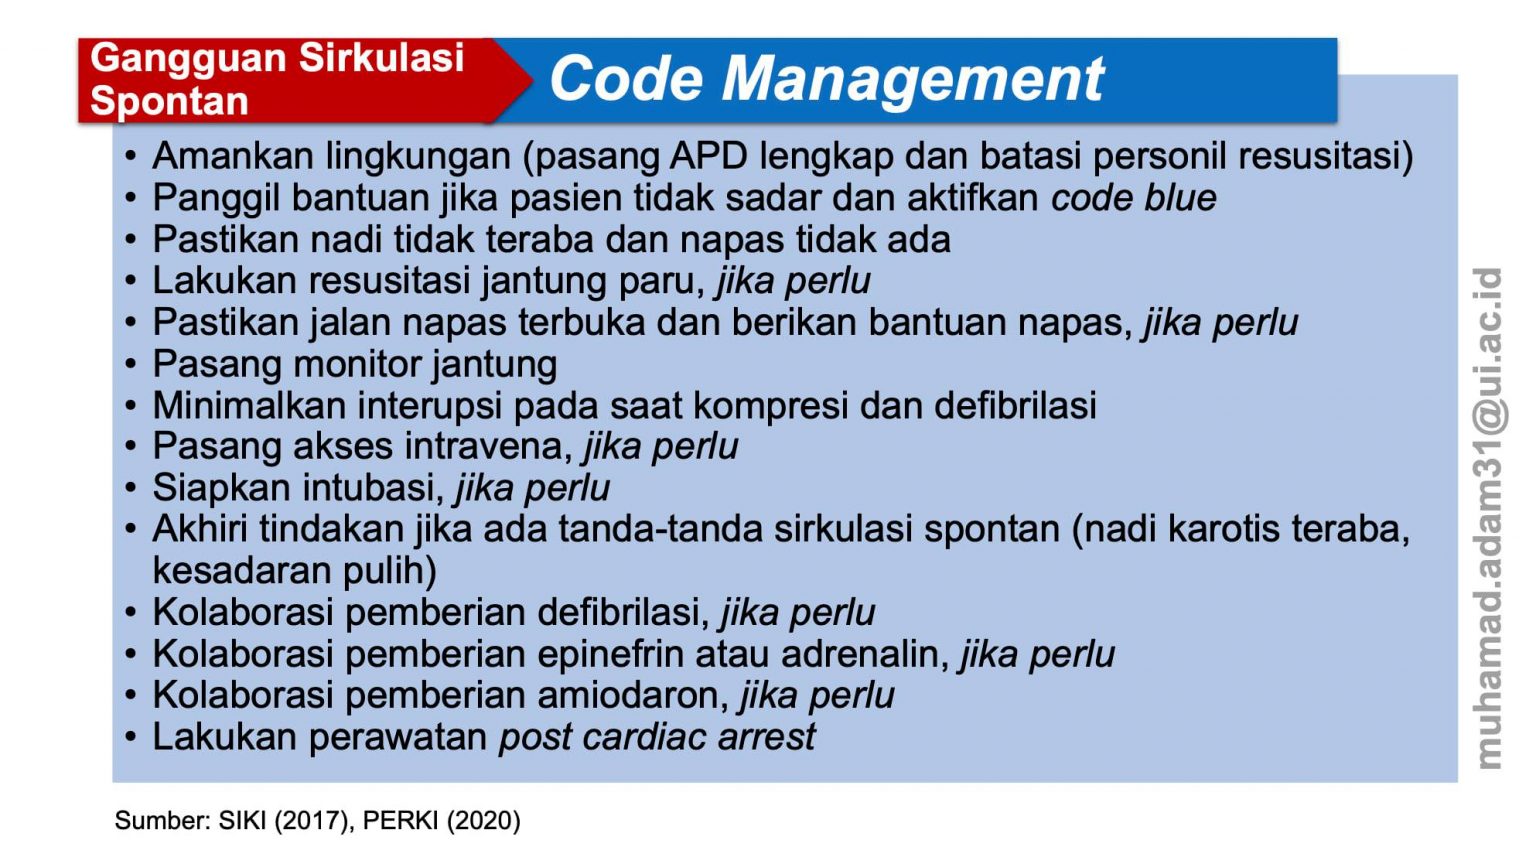 Gangguan Sirkulasi
Spontan
Code Management
• Amankan lingkungan (pasang APD lengkap dan batasi personil resusitasi)
• Panggil bantuan jika pasien tidak sadar dan aktifkan code blue
• Pastikan nadi tidak teraba dan napas tidak ada
• Lakukan resusitasi jantung paru, jika perlu
• Pastikan jalan napas terbuka dan berikan bantuan napas, jika perlu
• Pasang monitor jantung
• Minimalkan interupsi pada saat kompresi dan defibrilasi
• Pasang akses intravena, jika perlu
• Siapkan intubasi, jika perlu
• Akhiri tindakan jika ada tanda-tanda sirkulasi spontan (nadi karotis teraba,
kesadaran pulih)
• Kolaborasi pemberian defibrilasi, jika perlu
• Kolaborasi pemberian epinefrin atau adrenalin, jika perlu
• Kolaborasi pemberian amiodaron, jika perlu
• Lakukan perawatan post cardiac arrest
Sumber: SIKI (2017), PERKI (2020)
muhamad.adam31@ui.ac.id